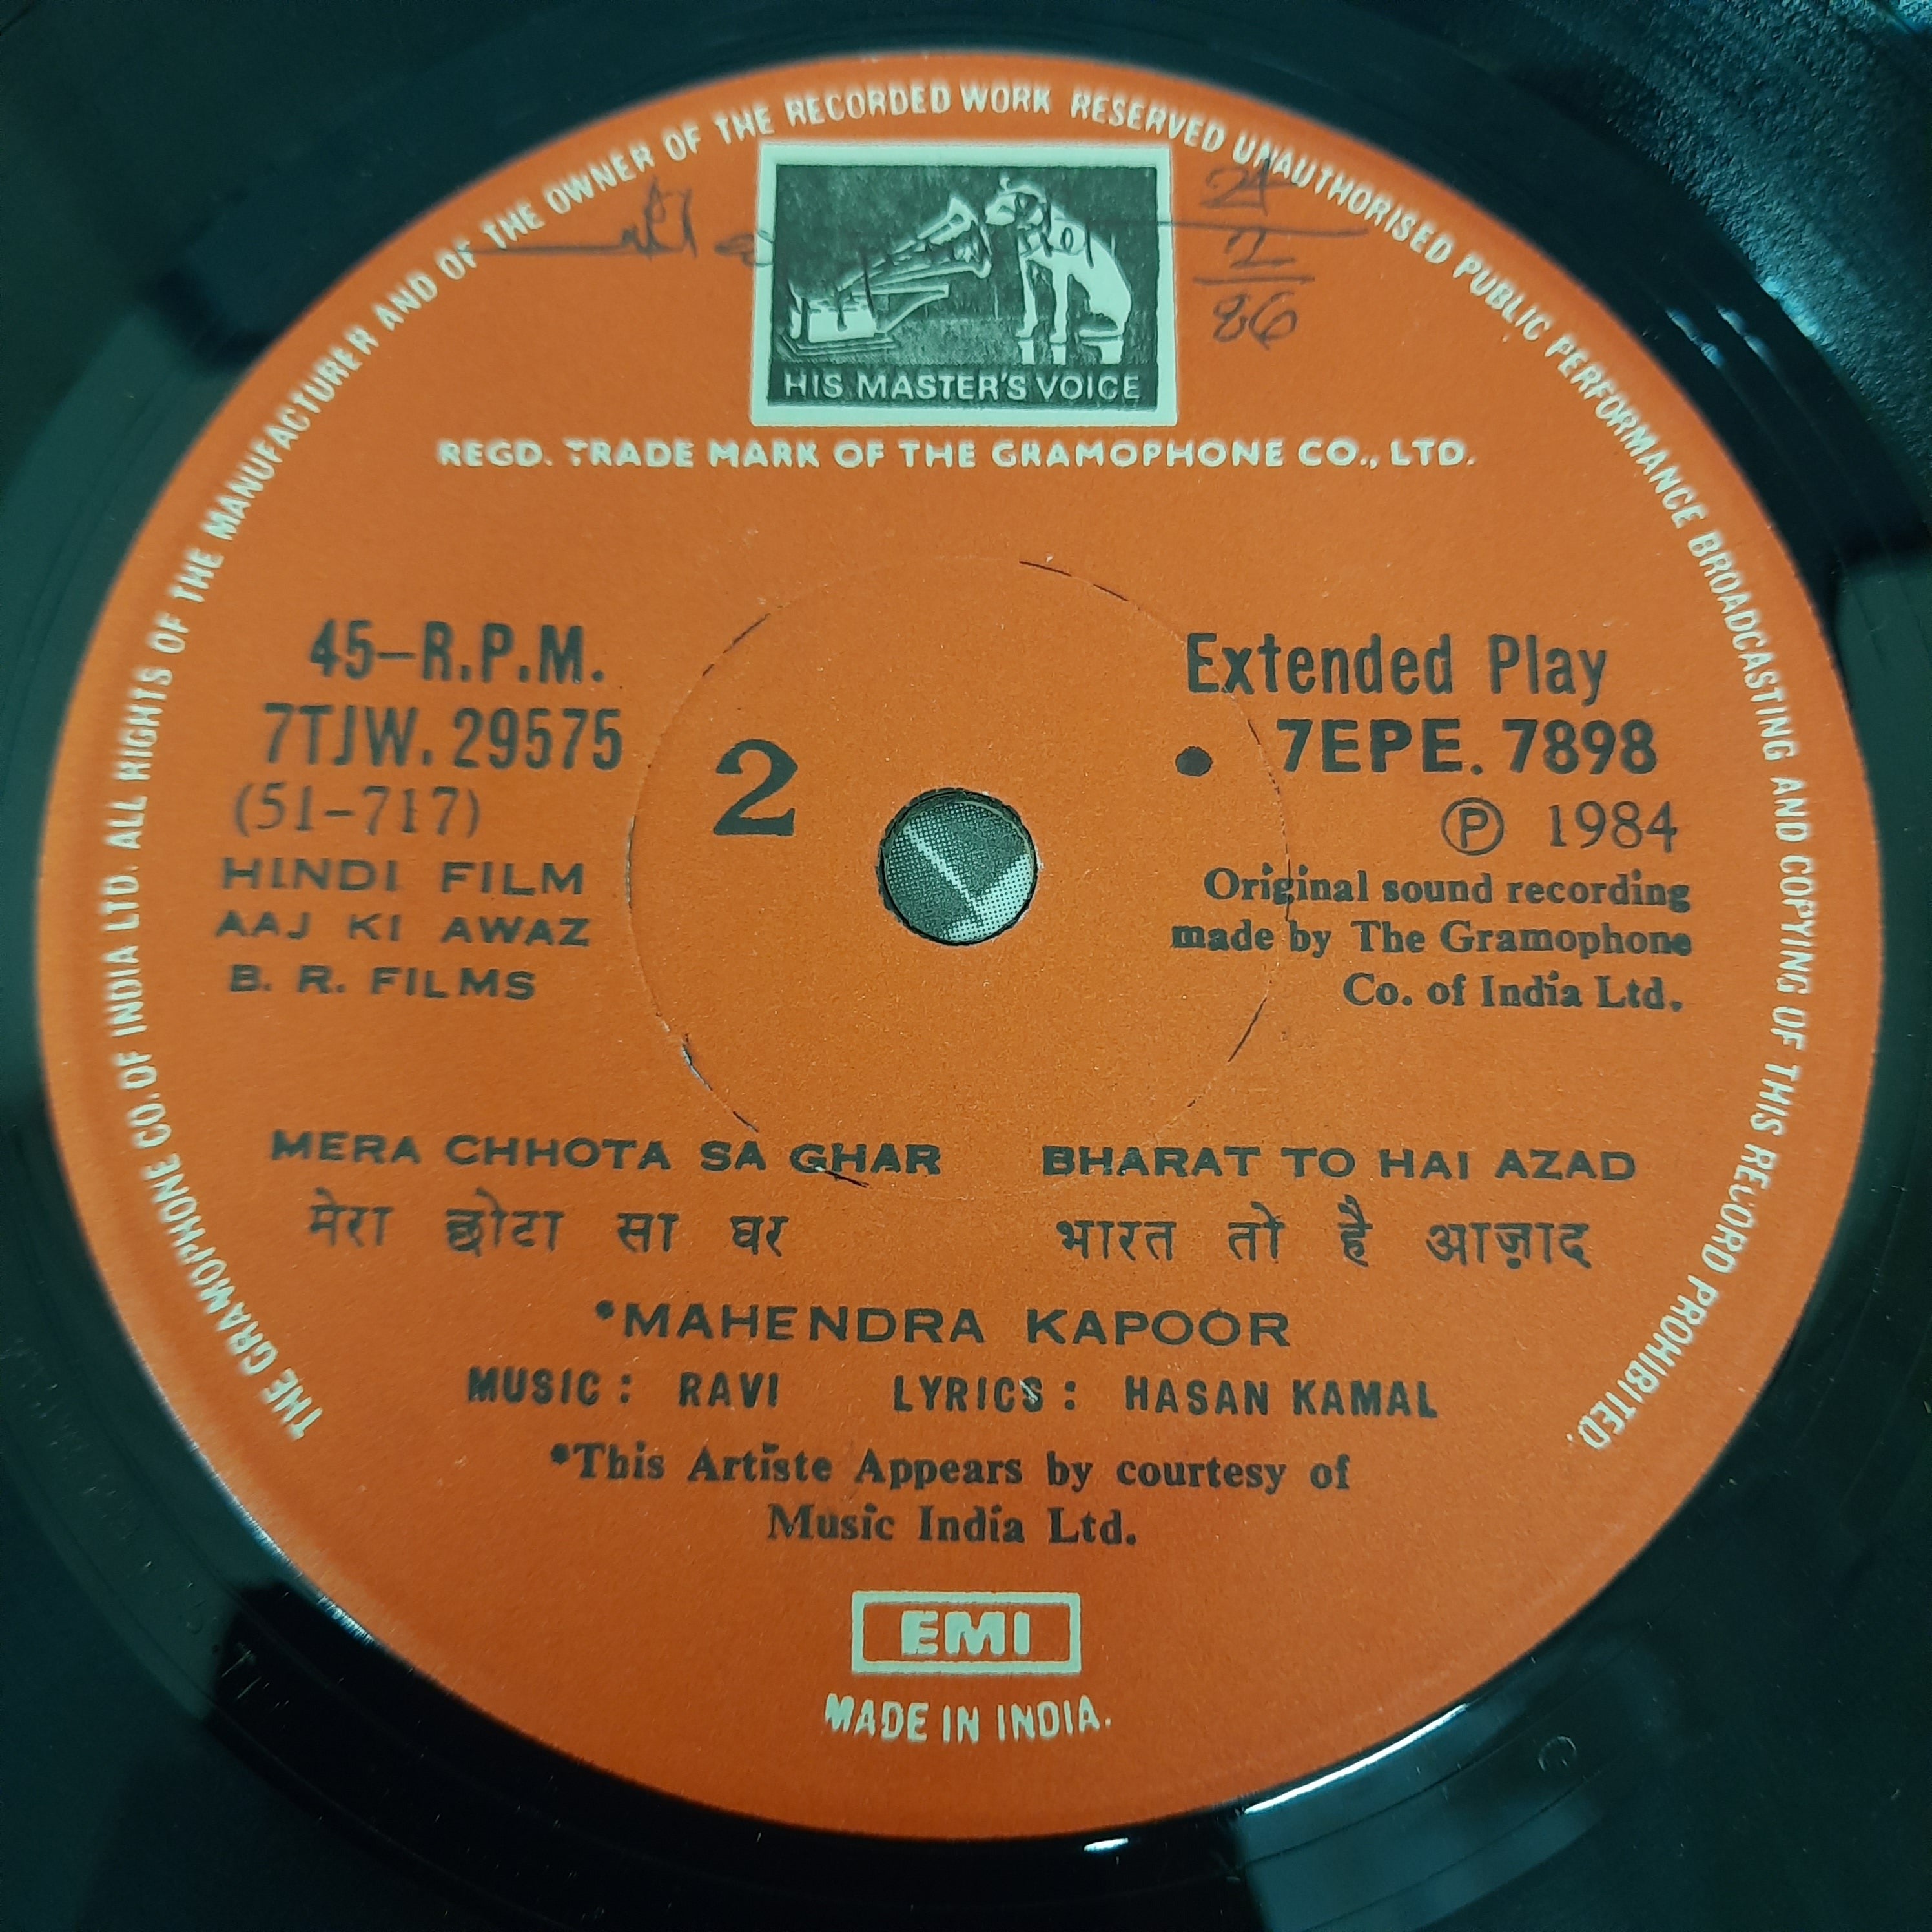 THE GRAMOPHONE CO. OF INDIA LTD. ALL RIGHTS OF THE MANUFACTURER AND OF THE OWNER OF THE RECORDED WORK RESERVED UNAUTHORISED PUBLIC PERFORMANCE BROADCASTING AND COPYING OF THIS RECORD PROHIBITED.
24
2
86
HIS MASTER'S VOICE
REGD. TRADE MARK OF THE GRAMOPHONE CO., LTD.
45-R.P.M.
7TJW. 29575
(51-717)
HINDI FILM
AAJ KI AWAZ
B. R. FILMS
2
Extended Play
• 7EPE. 7898
℗ 1984
Original sound recording
made by The Gramophone
Co. of India Ltd.
MERA CHHOTA SA GHAR BHARAT TO HAI AZAD
मेरा छोटा सा घर भारत तो है आज़ाद
*MAHENDRA KAPOOR
MUSIC : RAVI LYRICS : HASAN KAMAL
*This Artiste Appears by courtesy of
Music India Ltd.
EMI
MADE IN INDIA.